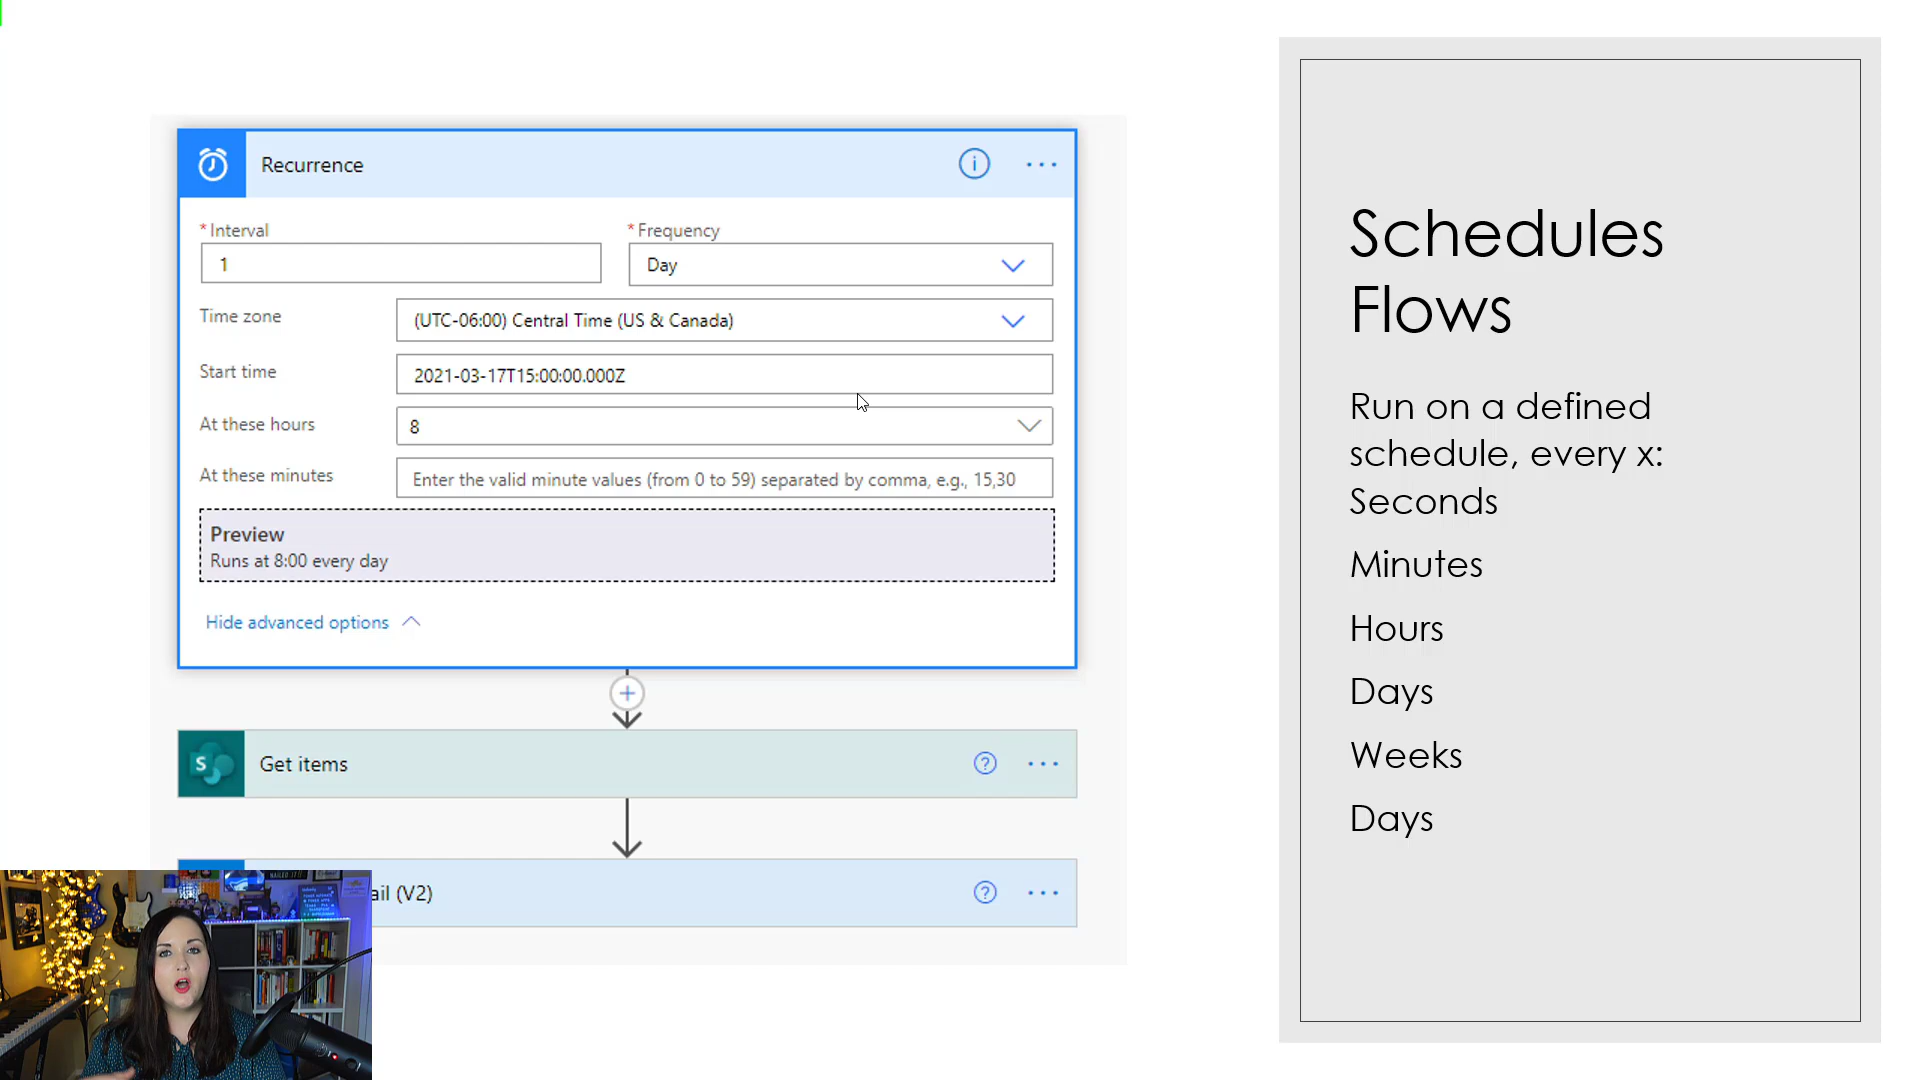 Recurrence
* Interval
* Frequency
1
Day
Time zone
(UTC-06:00) Central Time (US & Canada)
Start time
2021-03-17T15:00:00.000Z
At these hours
8
At these minutes
Enter the valid minute values (from 0 to 59) separated by comma, e.g., 15,30
Preview
Runs at 8:00 every day
Hide advanced options
S
Get items
ail (V2)
Schedules
Flows
Run on a defined
schedule, every x:
Seconds
Minutes
Hours
Days
Weeks
Days
NAILED IT!